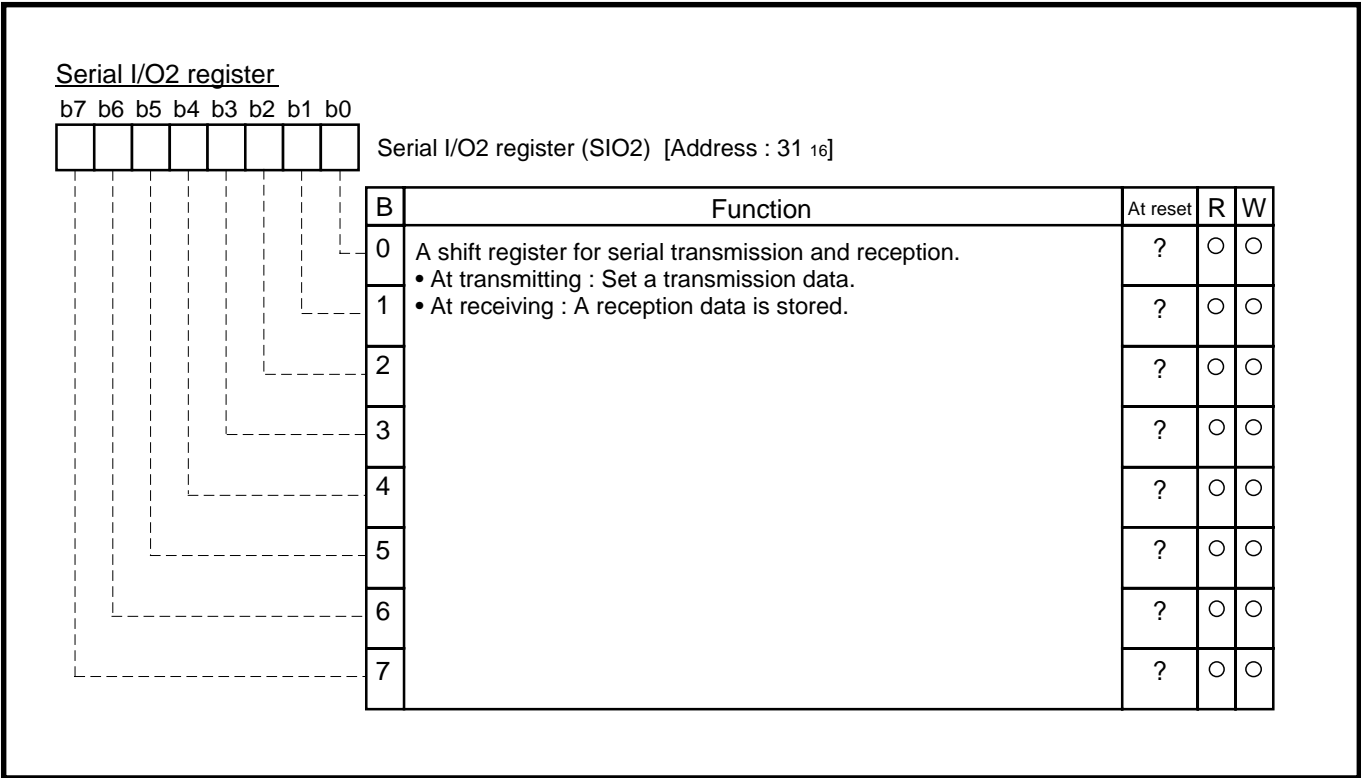 Serial I/O2 register
b7 b6 b5 b4 b3 b2 b1 b0
Serial I/O2 register (SIO2) [Address : 31 16]
B Function At reset R W
0 A shift register for serial transmission and reception. ? ○ ○
• At transmitting : Set a transmission data.
1 • At receiving : A reception data is stored. ? ○ ○
2 ? ○ ○
3 ? ○ ○
4 ? ○ ○
5 ? ○ ○
6 ? ○ ○
7 ? ○ ○